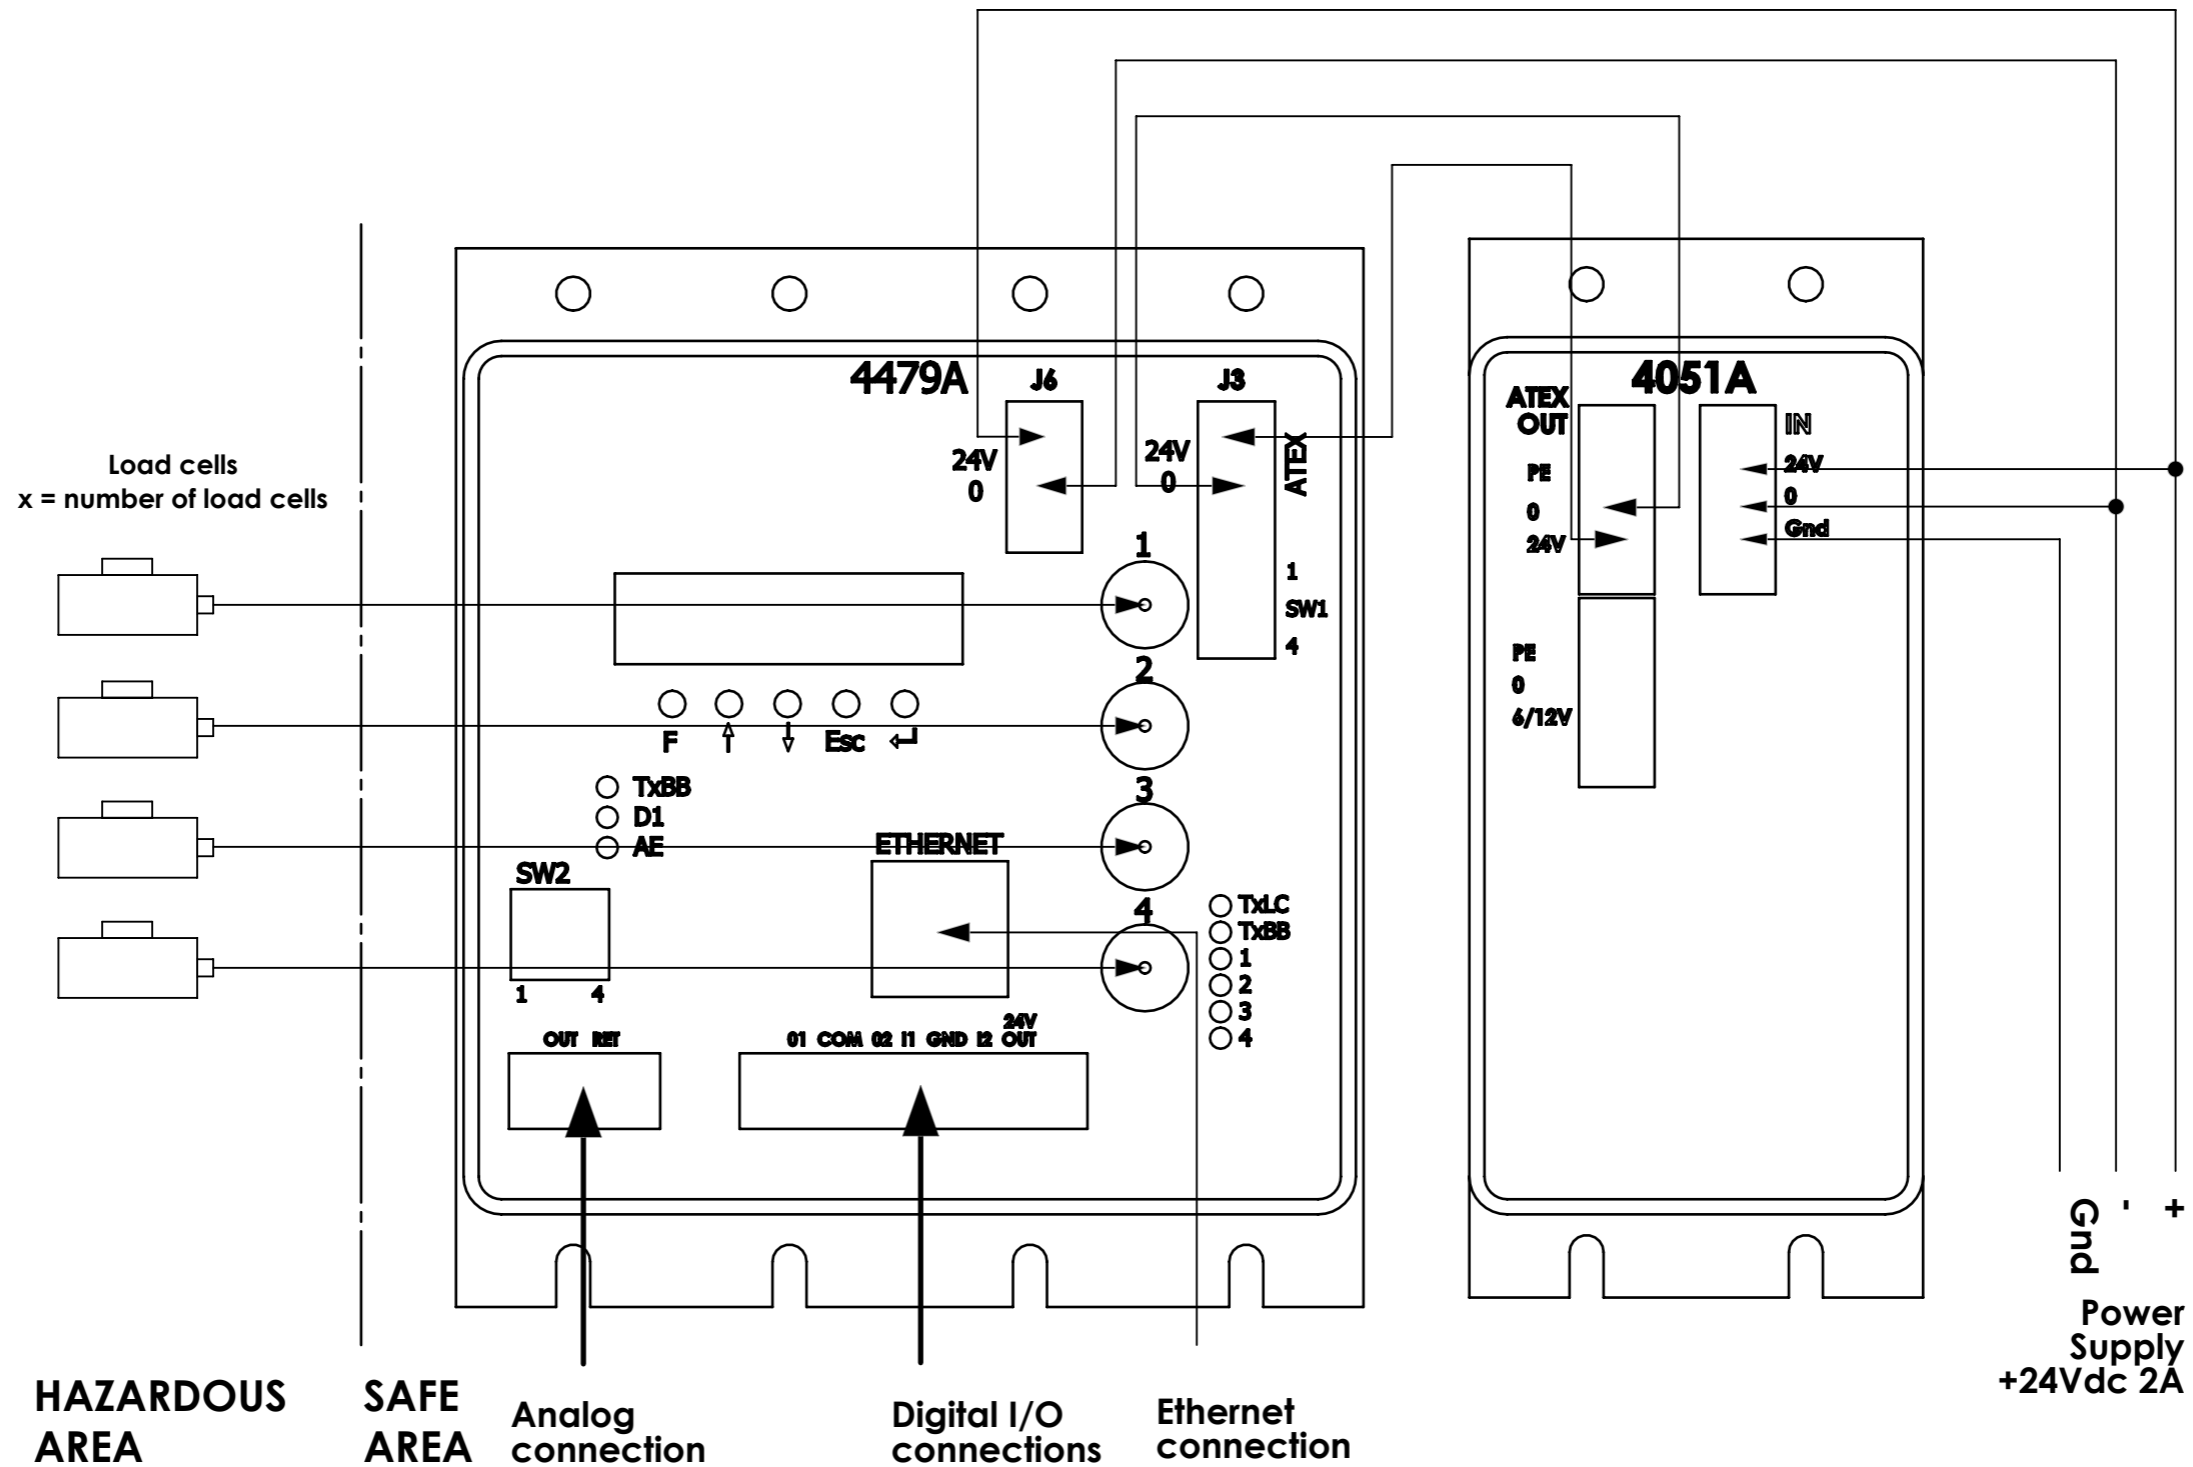 4479A
J6
J3
24V
0
24V
0
ATEX
1
SW1
4
4051A
ATEX
OUT
PE
0
24V
IN
24V
0
Gnd
PE
0
6/12V
Load cells
x = number of load cells
1
2
3
4
F
Esc
TxBB
D1
AE
SW2
1 4
ETHERNET
TxLC
TxBB
1
2
3
4
OUT RET
24V
01 COM 02 I1 GND I2 OUT
Gnd - +
Power
Supply
+24Vdc 2A
HAZARDOUS
AREA
SAFE
AREA
Analog
connection
Digital I/O
connections
Ethernet
connection